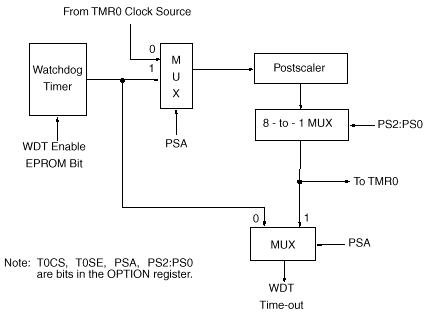 From TMR0 Clock Source
0
M
U
X
1
Watchdog
Timer
Postscaler
8 - to - 1 MUX
PS2:PS0
PSA
WDT Enable
EPROM Bit
To TMR0
0
1
MUX
PSA
Note: T0CS, T0SE, PSA, PS2:PS0
are bits in the OPTION register.
WDT
Time-out